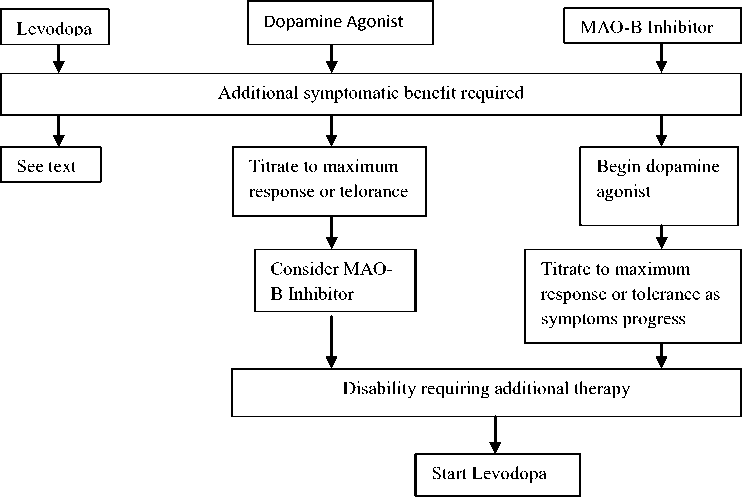 Levodopa
Dopamine Agonist
MAO-B Inhibitor
Additional symptomatic benefit required
See text
Titrate to maximum
response or telorance
Begin dopamine
agonist
Consider MAO-
B Inhibitor
Titrate to maximum
response or tolerance as
symptoms progress
Disability requiring additional therapy
Start Levodopa